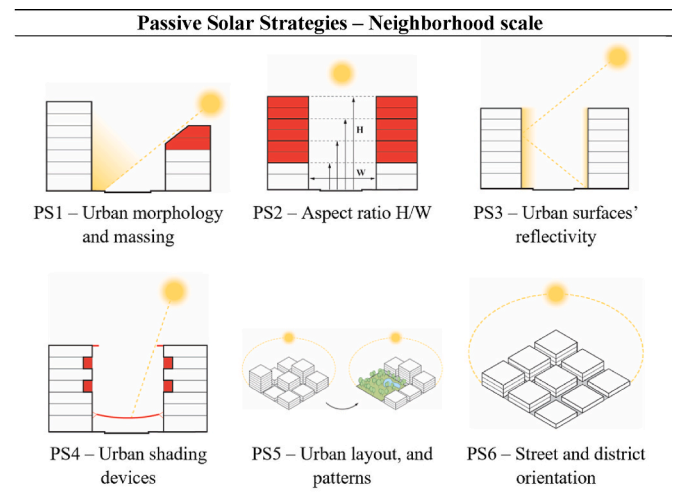 Passive Solar Strategies – Neighborhood scale
PS1 – Urban morphology
and massing
H
W
PS2 – Aspect ratio H/W
PS3 – Urban surfaces’
reflectivity
PS4 – Urban shading
devices
PS5 – Urban layout, and
patterns
PS6 – Street and district
orientation